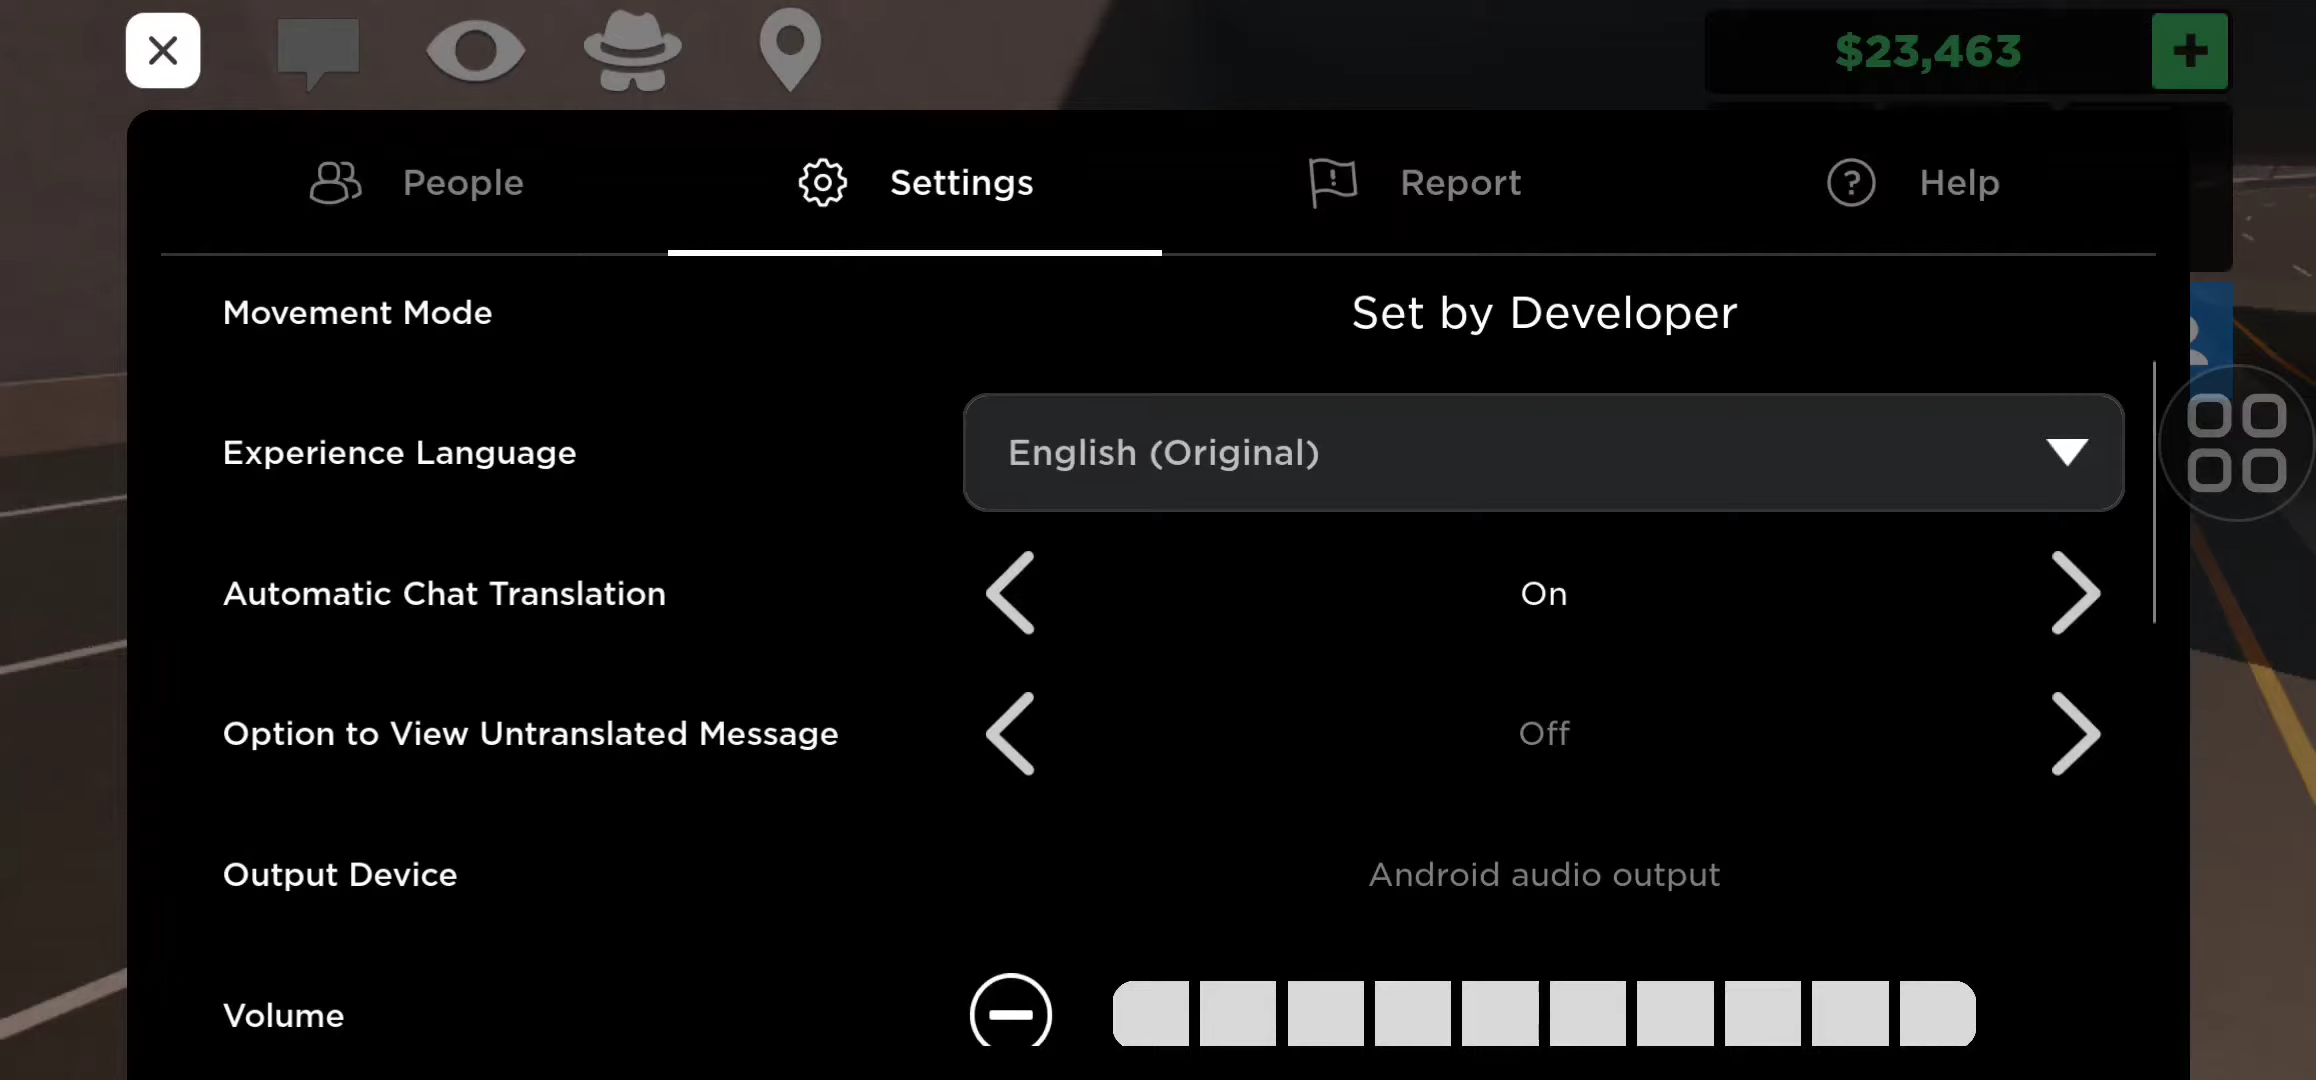 $23,463
People
Settings
Report
Help
Movement Mode
Set by Developer
Experience Language
English (Original)
Automatic Chat Translation
On
Option to View Untranslated Message
Off
Output Device
Android audio output
Volume